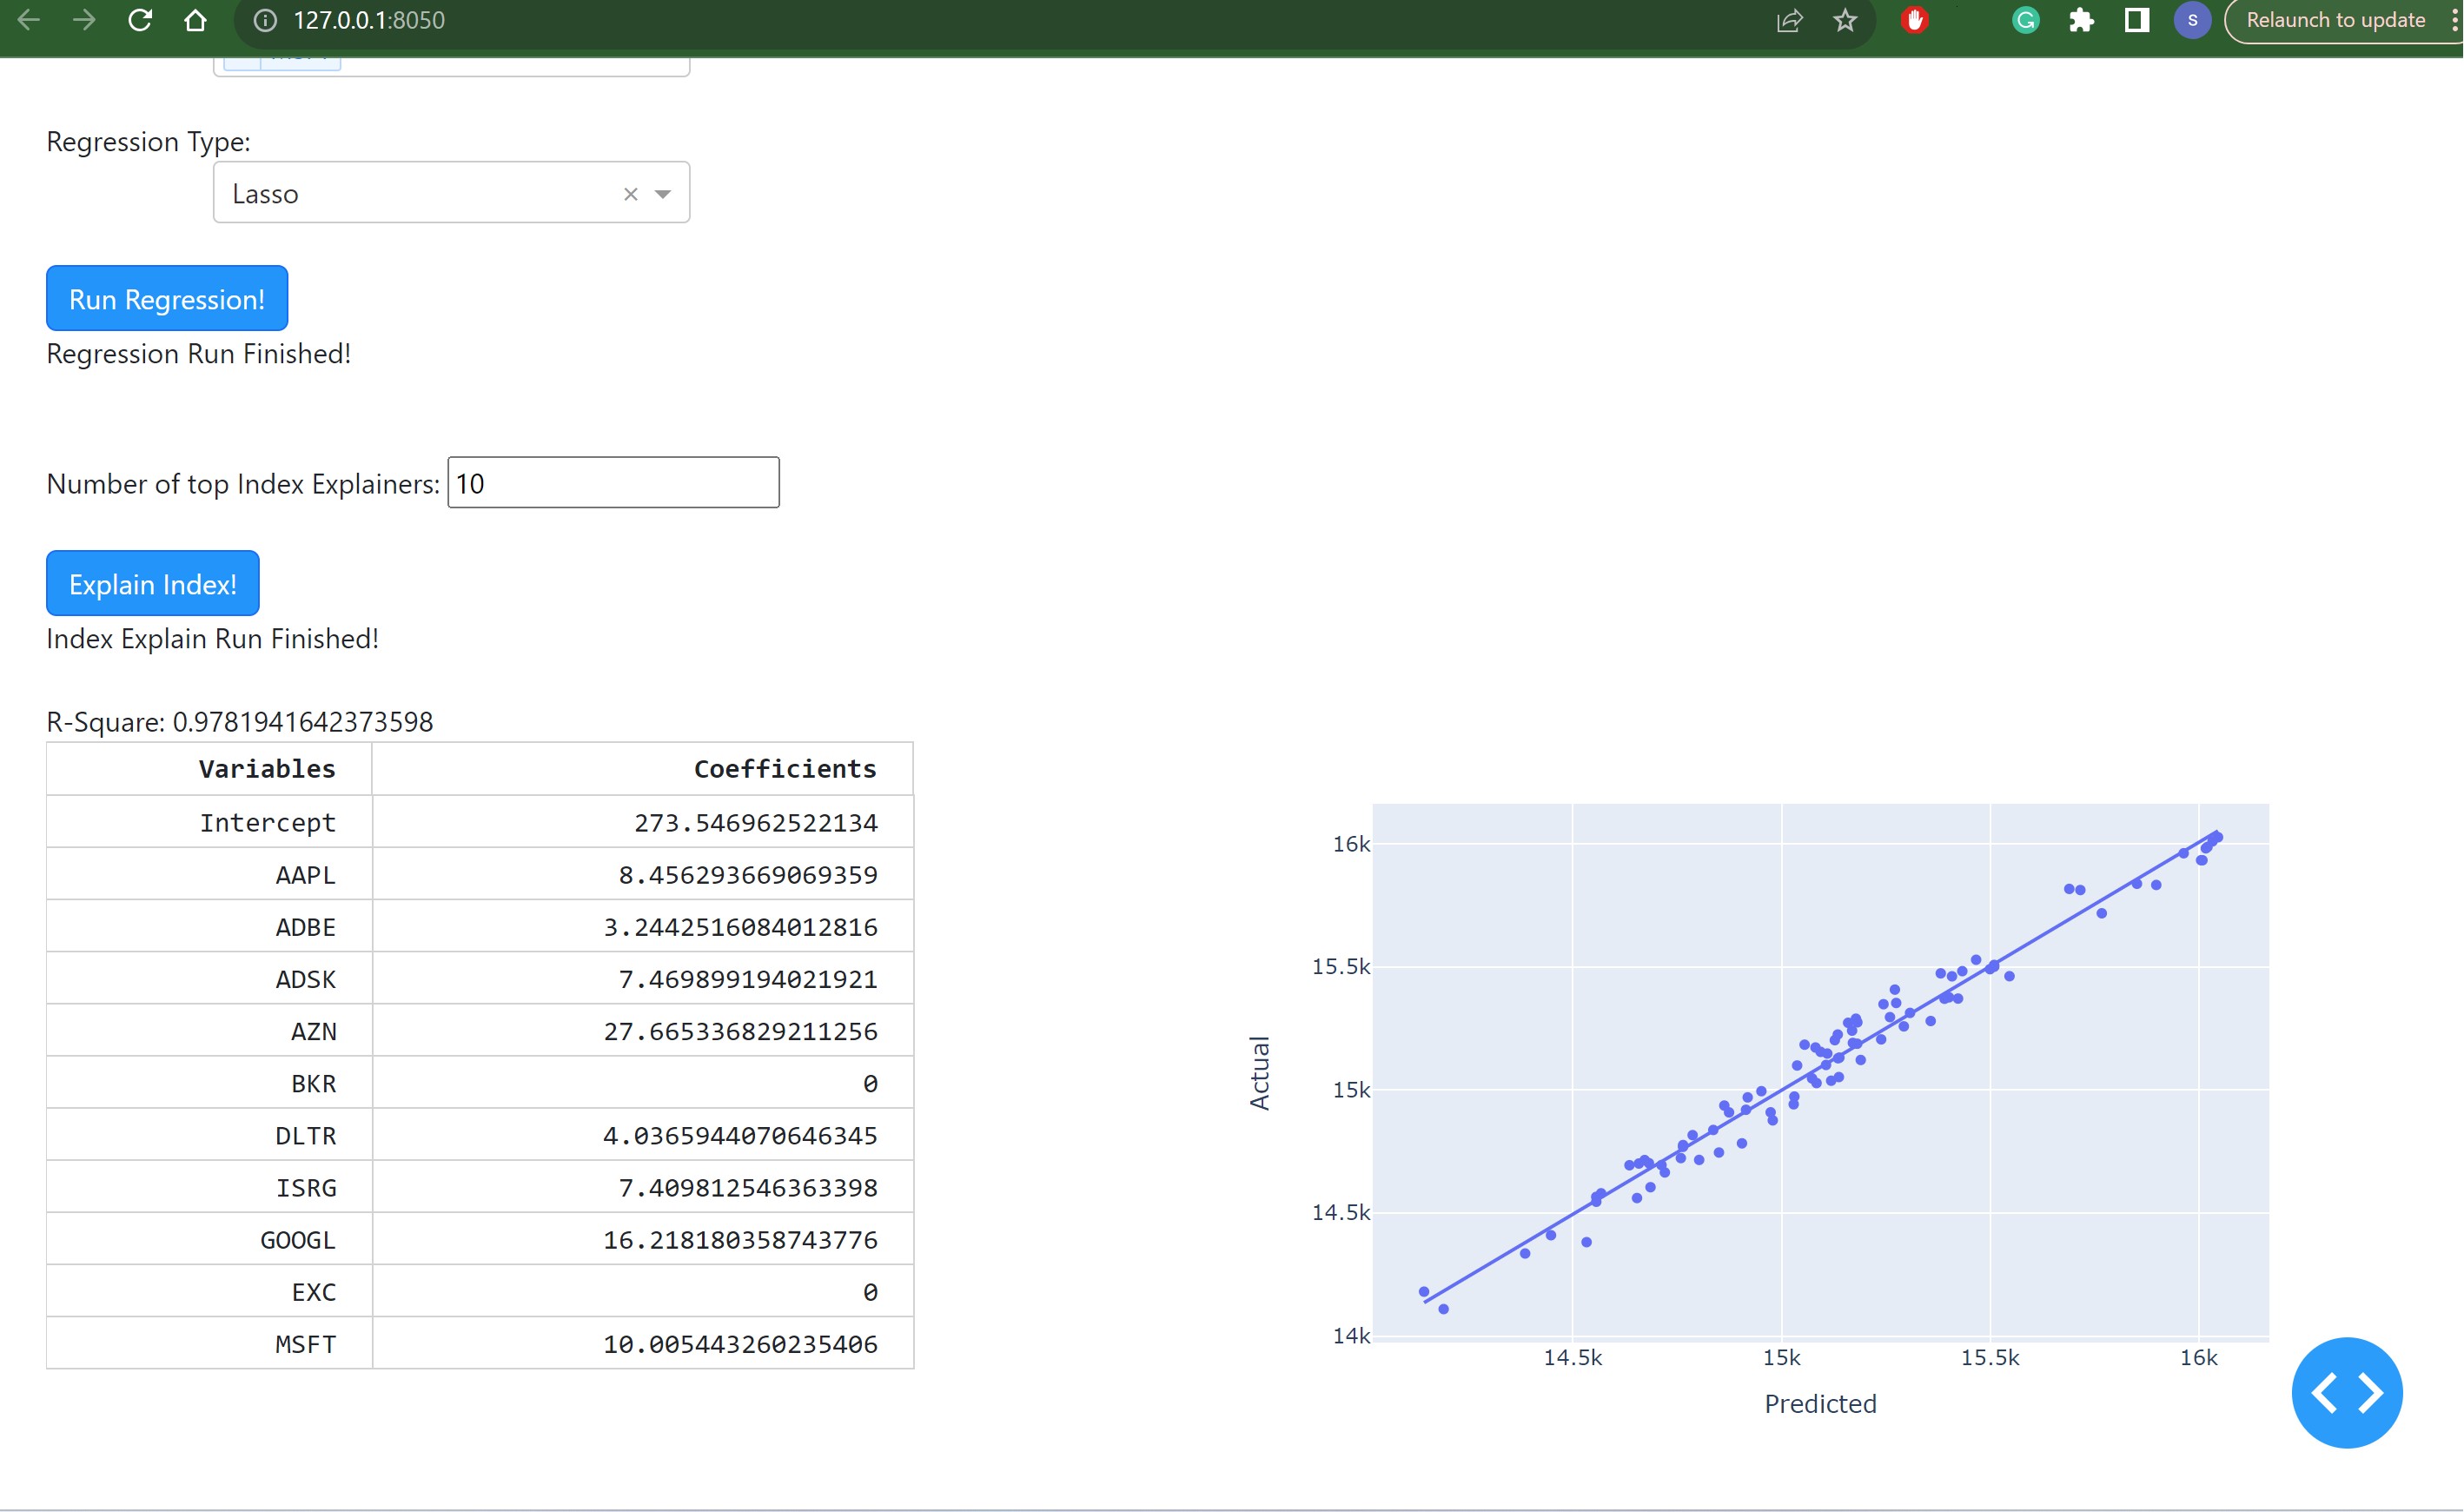 127.0.0.1:8050
Relaunch to update
S
Regression Type:
Lasso
Run Regression!
Regression Run Finished!
Number of top Index Explainers: 10
Explain Index!
Index Explain Run Finished!
R-Square: 0.9781941642373598
Variables Coefficients
Intercept 273.546962522134
AAPL 8.456293669069359
ADBE 3.2442516084012816
ADSK 7.469899194021921
AZN 27.665336829211256
BKR 0
DLTR 4.0365944070646345
ISRG 7.409812546363398
GOOGL 16.218180358743776
EXC 0
MSFT 10.005443260235406
16k
15.5k
15k
14.5k
14k
Actual
14.5k 15k 15.5k 16k
Predicted